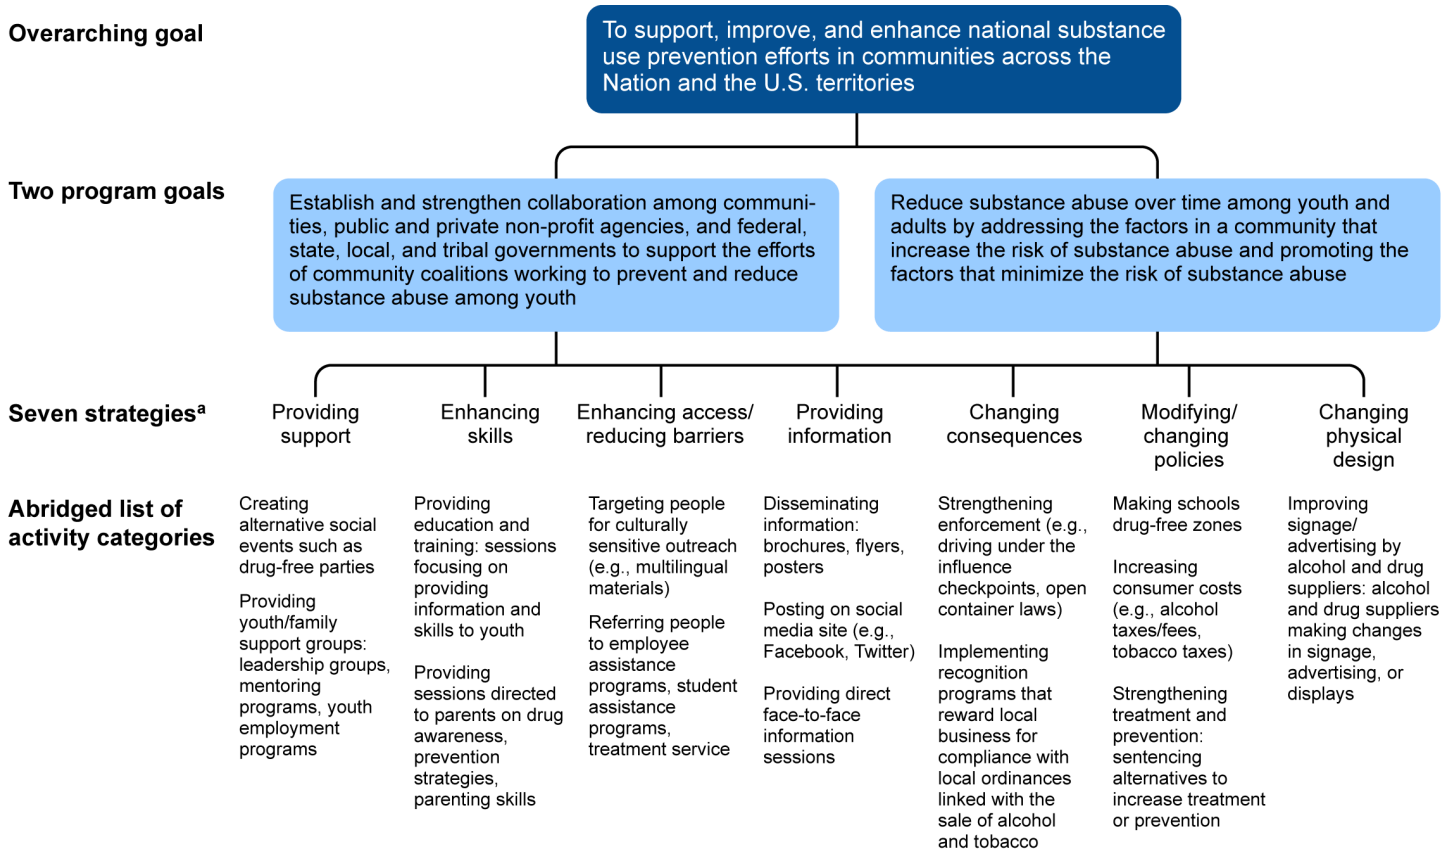 Overarching goal
To support, improve, and enhance national substance
use prevention efforts in communities across the
Nation and the U.S. territories
Two program goals
Establish and strengthen collaboration among communi-
ties, public and private non-profit agencies, and federal,
state, local, and tribal governments to support the efforts
of community coalitions working to prevent and reduce
substance abuse among youth
Reduce substance abuse over time among youth and
adults by addressing the factors in a community that
increase the risk of substance abuse and promoting the
factors that minimize the risk of substance abuse
Seven strategiesª
Providing
support
Enhancing
skills
Enhancing access/
reducing barriers
Providing
information
Changing
consequences
Modifying/
changing
policies
Changing
physical
design
Abridged list of
activity categories
Creating
alternative social
events such as
drug-free parties
Providing
youth/family
support groups:
leadership groups,
mentoring
programs, youth
employment
programs
Providing
education and
training: sessions
focusing on
providing
information and
skills to youth
Providing
sessions directed
to parents on drug
awareness,
prevention
strategies,
parenting skills
Targeting people
for culturally
sensitive outreach
(e.g., multilingual
materials)
Referring people
to employee
assistance
programs, student
assistance
programs,
treatment service
Disseminating
information:
brochures, flyers,
posters
Posting on social
media site (e.g.,
Facebook, Twitter)
Providing direct
face-to-face
information
sessions
Strengthening
enforcement (e.g.,
driving under the
influence
checkpoints, open
container laws)
Implementing
recognition
programs that
reward local
business for
compliance with
local ordinances
linked with the
sale of alcohol
and tobacco
Making schools
drug-free zones
Increasing
consumer costs
(e.g., alcohol
taxes/fees,
tobacco taxes)
Strengthening
treatment and
prevention:
sentencing
alternatives to
increase treatment
or prevention
Improving
signage/
advertising by
alcohol and drug
suppliers: alcohol
and drug suppliers
making changes
in signage,
advertising, or
displays